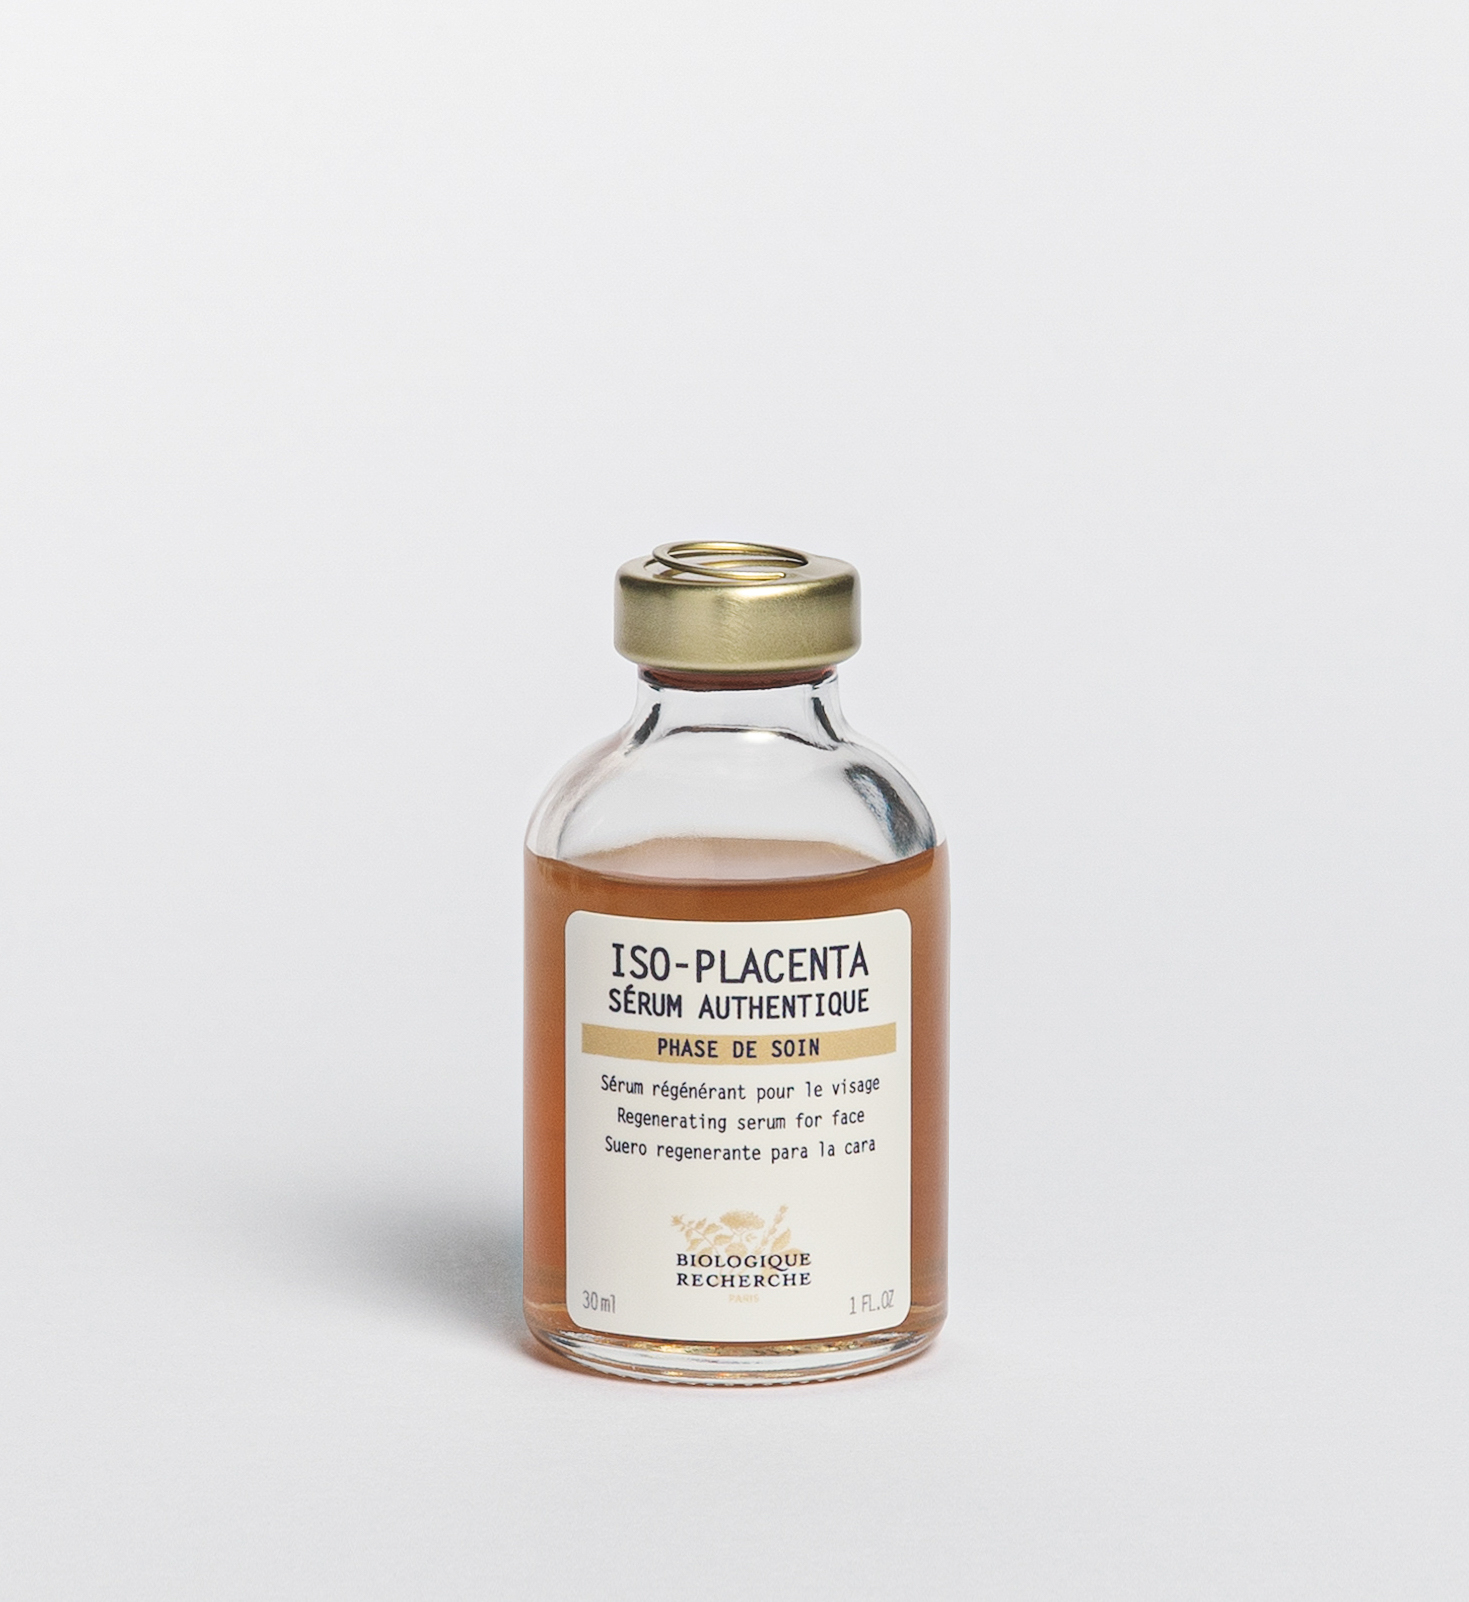 ISO-PLACENTA
SÉRUM AUTHENTIQUE
PHASE DE SOIN
Sérum régénérant pour le visage
Regenerating serum for face
Suero regenerante para la cara
BIOLOGIQUE
RECHERCHE
PARIS
30ml 1 FL.OZ